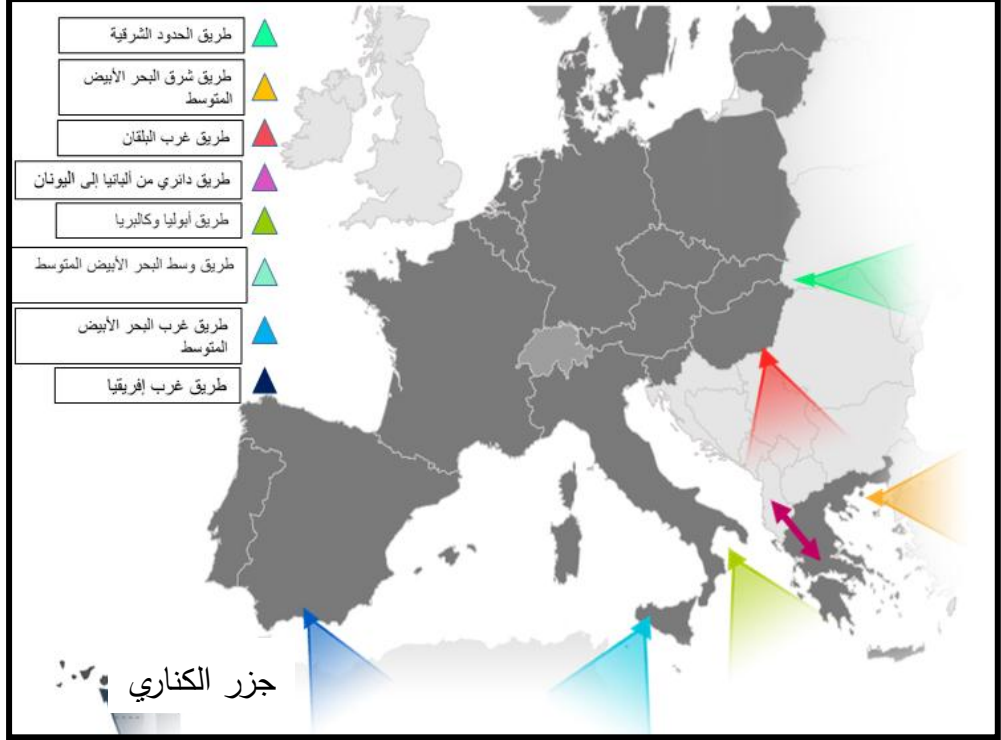 طريق الحدود الشرقية
طريق شرق البحر الأبيض
المتوسط
طريق غرب البلقان
طريق دائري من ألبانيا إلى اليونان
طريق أبوليا وكالبريا
طريق وسط البحر الأبيض المتوسط
طريق غرب البحر الأبيض
المتوسط
طريق غرب إفريقيا
جزر الكناري